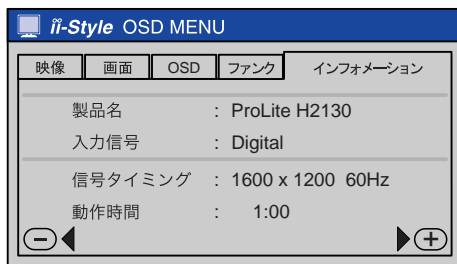 ïi-Style OSD MENU
映像 画面 OSD ファンク インフォメーション
製品名 : ProLite H2130
入力信号 : Digital
信号タイミング : 1600 x 1200 60Hz
動作時間 : 1:00